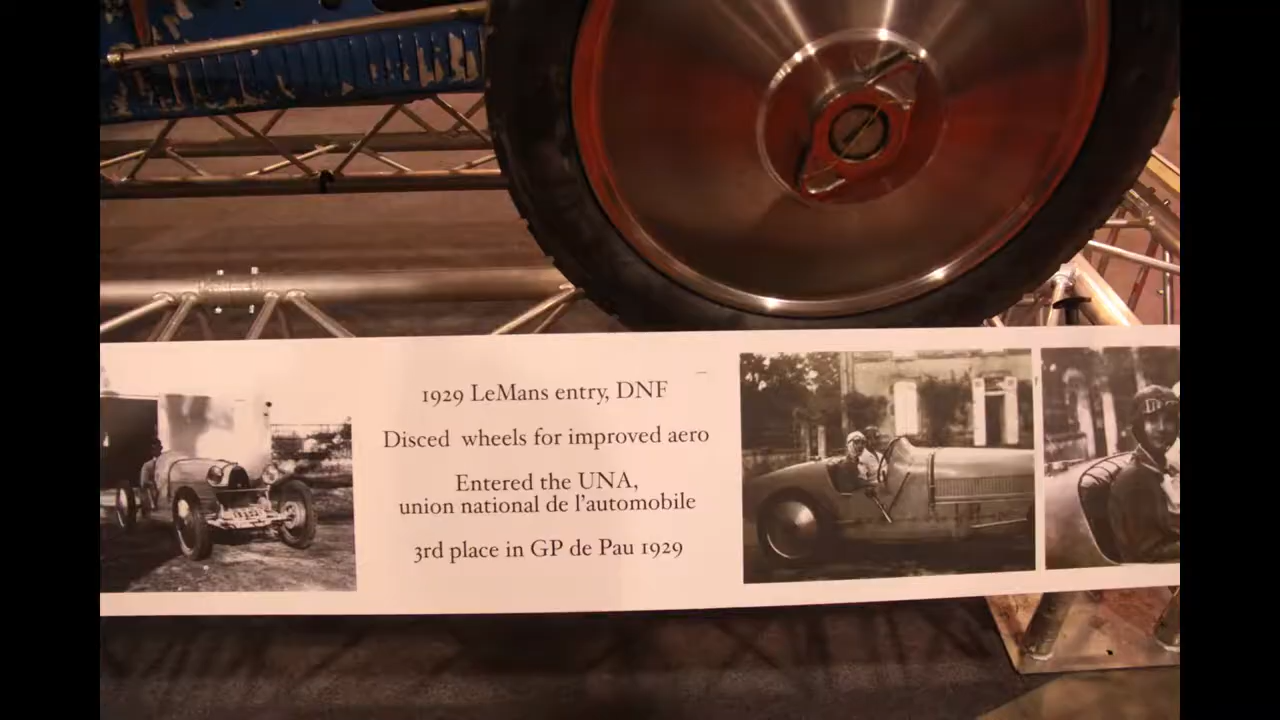 1929 LeMans entry, DNF
Disced wheels for improved aero
Entered the UNA,
union national de l'automobile
3rd place in GP de Pau 1929